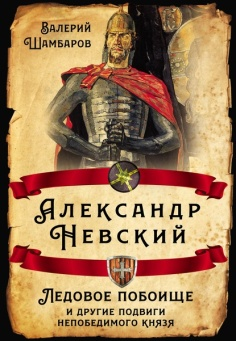 Валерий
Шамбаров
Александр
Невский
Ледовое побоище
и другие подвиги
непобедимого князя